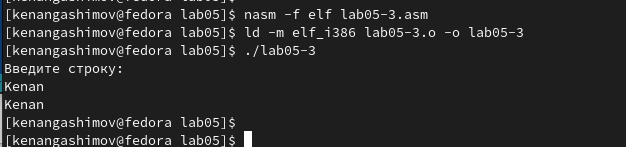 [kenangashimov@fedora lab05]$ nasm -f elf lab05-3.asm
[kenangashimov@fedora lab05]$ ld -m elf_i386 lab05-3.o -o lab05-3
[kenangashimov@fedora lab05]$ ./lab05-3
Введите строку:
Kenan
Kenan
[kenangashimov@fedora lab05]$
[kenangashimov@fedora lab05]$